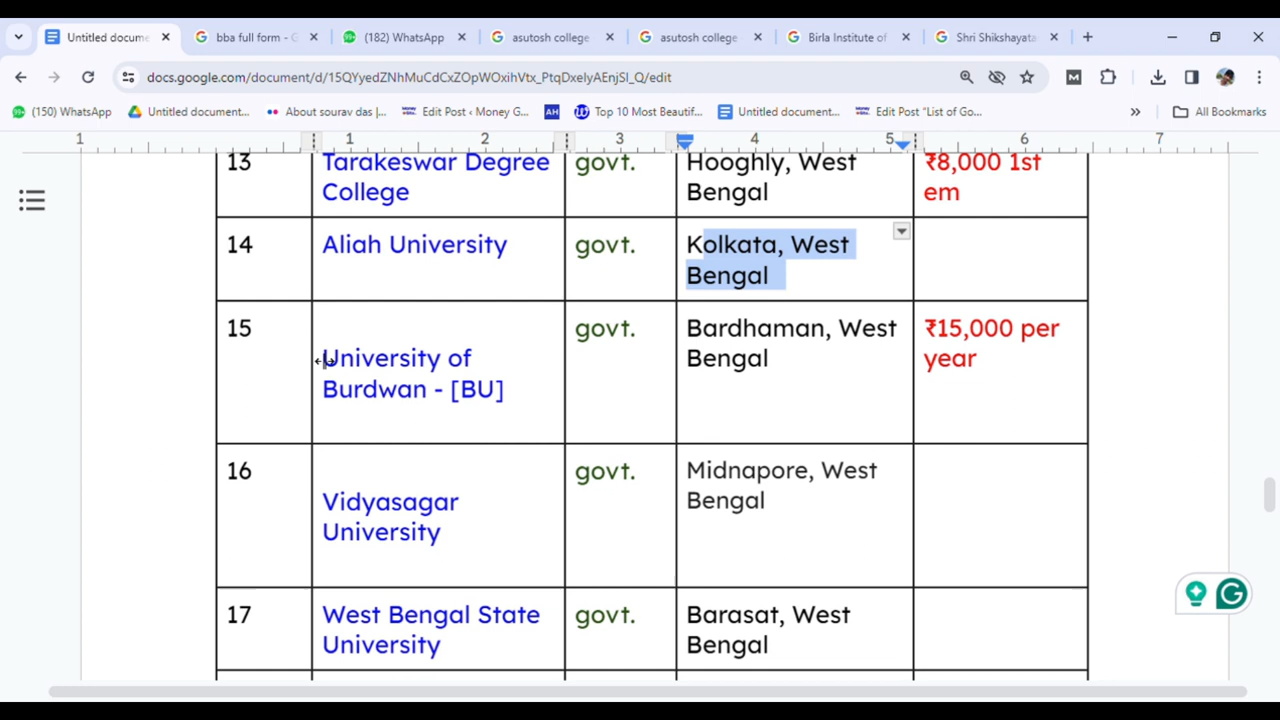 Untitled docume
bba full form - G
(182) WhatsApp
asutosh college
asutosh college
Birla Institute of
Shri Shikshayata
docs.google.com/document/d/15QYyedZNhMuCdCxZOpWOxihVtx_PtqDxelyAEnjSI_Q/edit
(150) WhatsApp
Untitled document...
About sourav das |...
Edit Post ‹ Money G...
AH
Top 10 Most Beautif...
Untitled document...
Edit Post "List of Go...
»
All Bookmarks
1 1 2 3 4 5 6 7
13
Tarakeswar Degree
College
govt.
Hooghly, West
Bengal
₹8,000 1st
em
14
Aliah University
govt.
Kolkata, West
Bengal
15
University of
Burdwan - [BU]
govt.
Bardhaman, West
Bengal
₹15,000 per
year
16
Vidyasagar
University
govt.
Midnapore, West
Bengal
17
West Bengal State
University
govt.
Barasat, West
Bengal